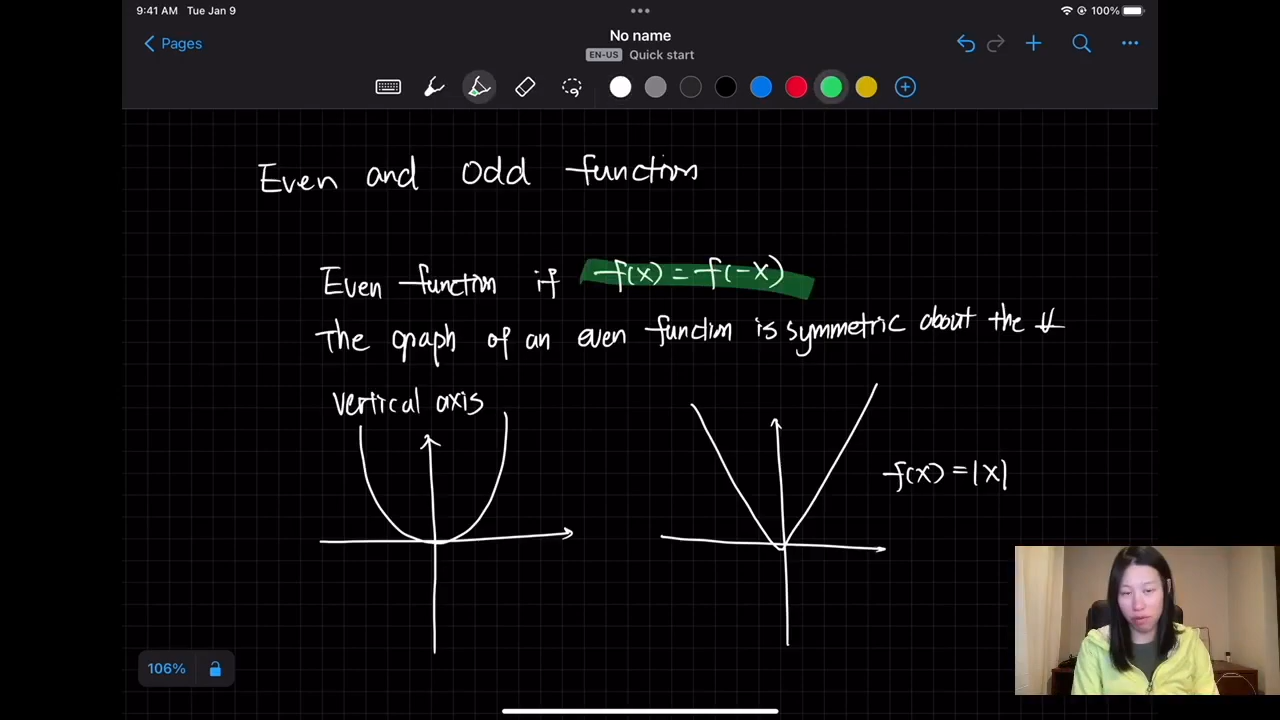 9:41 AM Tue Jan 9
100%
Pages
No name
EN-US Quick start
Even and Odd function
Even function if f(x) = f(-x)
The graph of an even function is symmetric about the
vertical axis
f(x) = |x|
106%